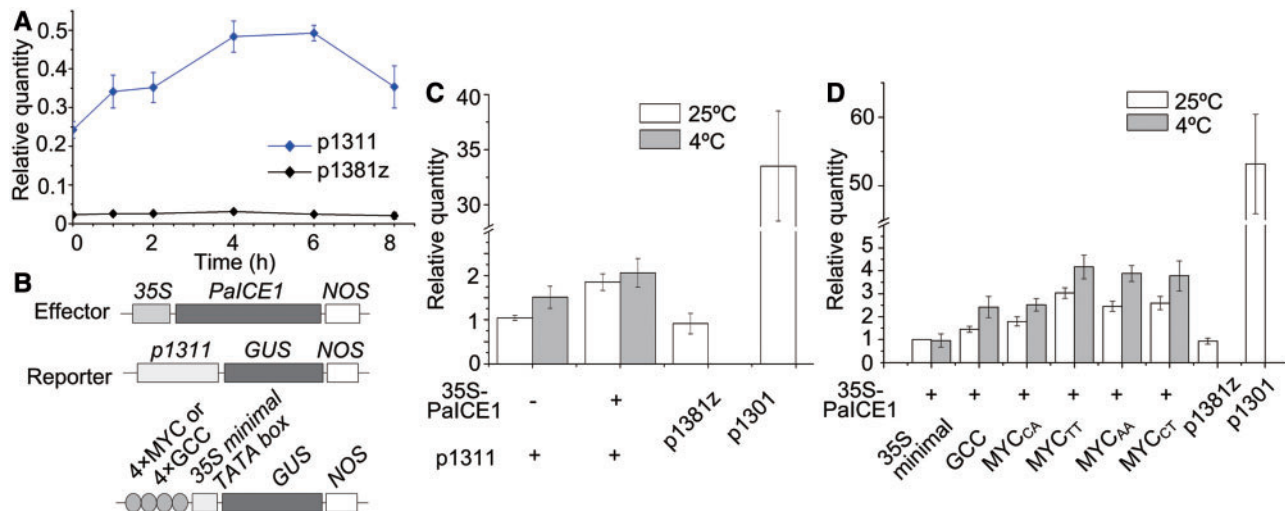 A
Relative quantity
0.5
0.4
0.3
0.2
0.1
0
0 2 4 6 8
Time (h)
p1311
p1381z
B
Effector
35S PaICE1 NOS
Reporter
p1311 GUS NOS
4×MYC or
4×GCC
35S minimal
TATA box
GUS NOS
C
Relative quantity
40
35
30
2
1
0
25ºC
4ºC
35S-
PaICE1
- +
p1311
+ +
p1381z
p1301
D
Relative quantity
60
50
5
4
3
2
1
0
25ºC
4ºC
35S-
PaICE1
+ + + + + +
35S
minimal
GCC
MYCCA
MYCTT
MYCAA
MYCCT
p1381z
p1301